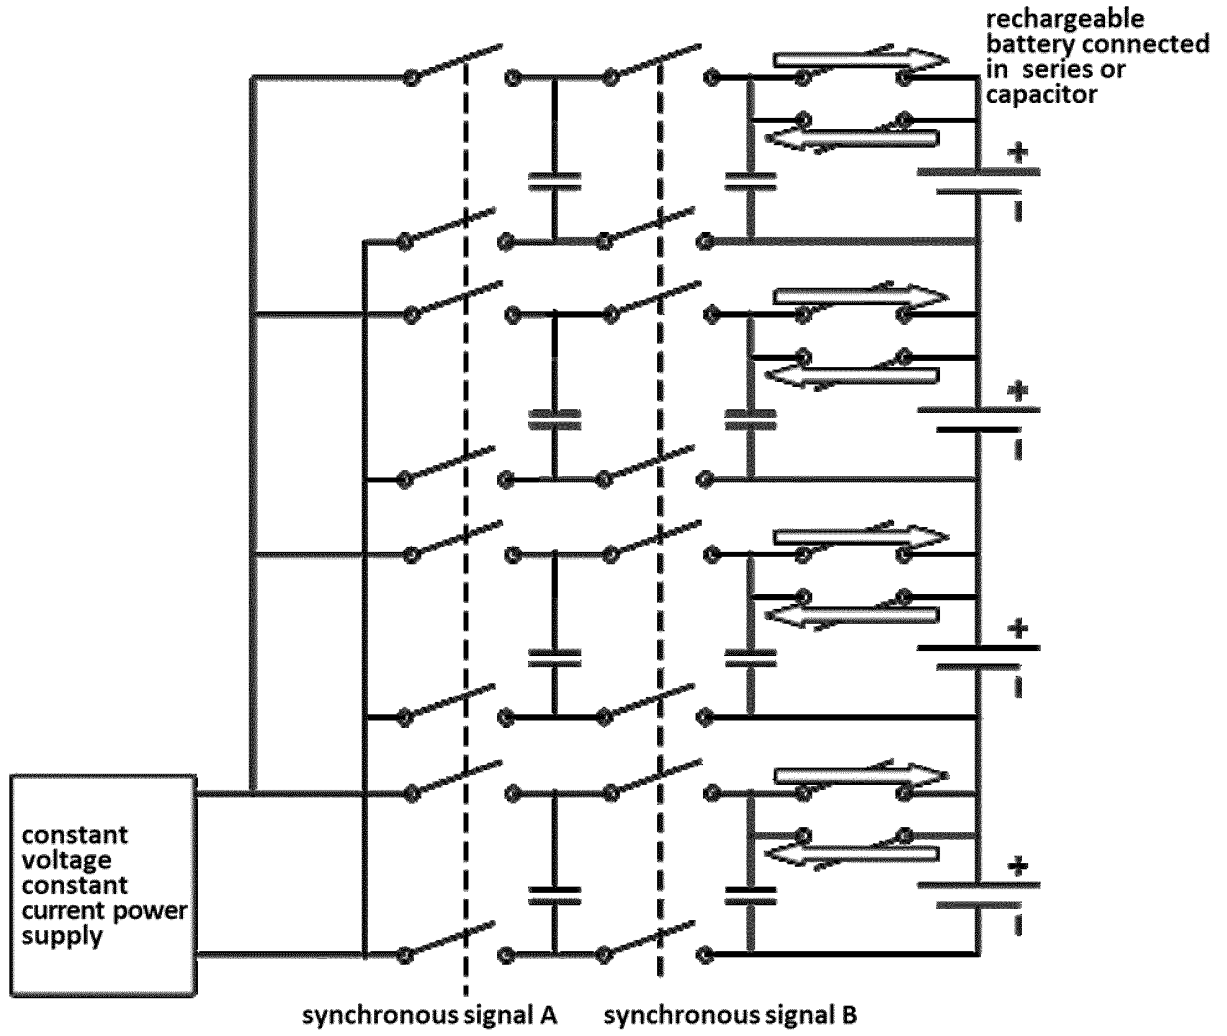 rechargeable
battery connected
in series or
capacitor
+
+
+
+
constant
voltage
constant
current power
supply
synchronous signal A
synchronous signal B